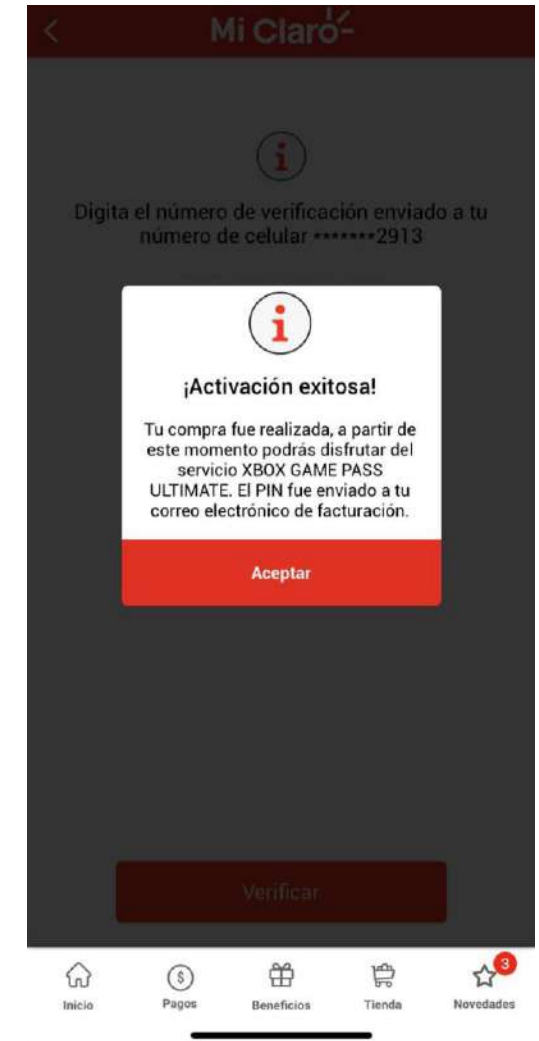 Mi Claro
Digita el número de verificación enviado a tu
número de celular *******2913
i
¡Activación exitosa!
Tu compra fue realizada, a partir de
este momento podrás disfrutar del
servicio XBOX GAME PASS
ULTIMATE. El PIN fue enviado a tu
correo electrónico de facturación.
Aceptar
Verificar
3
Inicio Pagos Beneficios Tienda Novedades